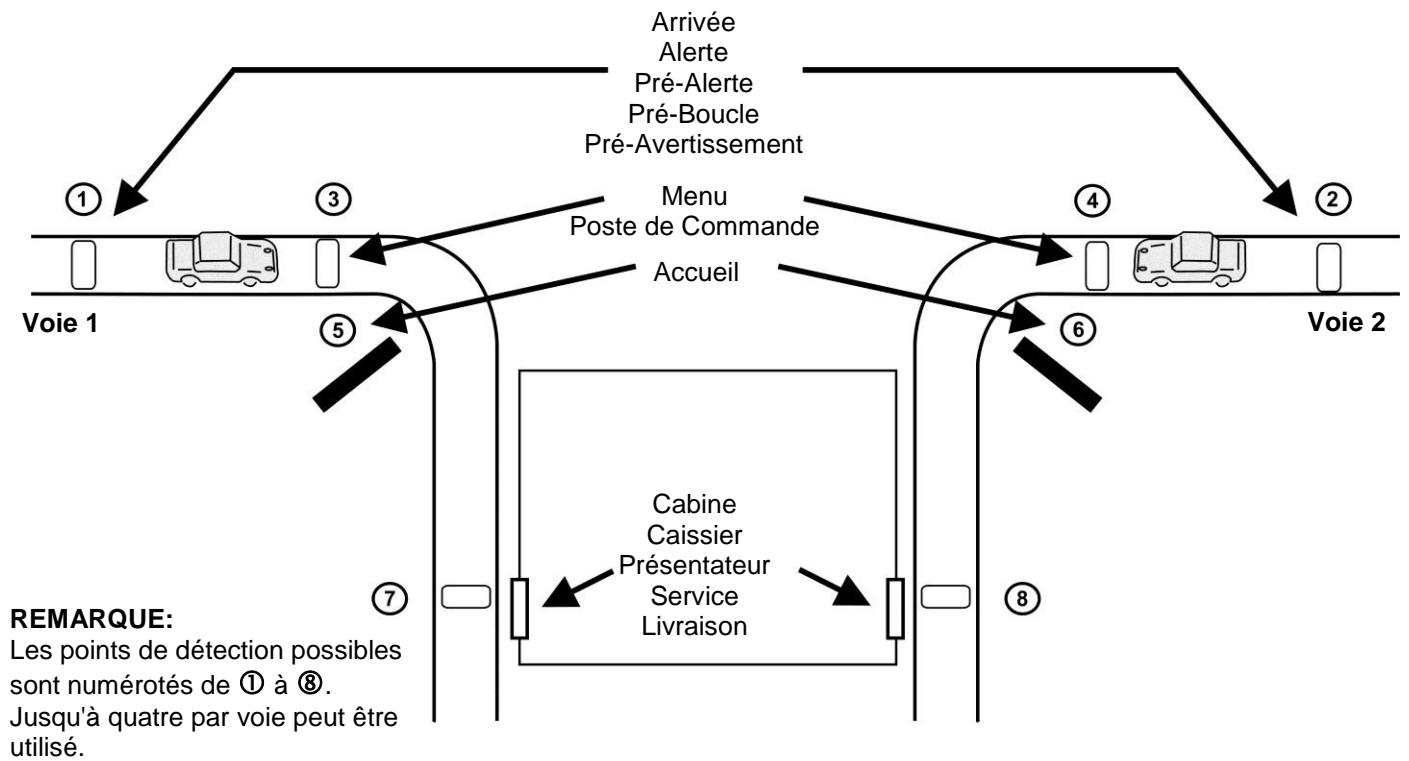 Arrivée
Alerte
Pré-Alerte
Pré-Boucle
Pré-Avertissement
① ③ ④ ②
Menu
Poste de Commande
Accueil
Voie 1 ⑤ ⑥ Voie 2
Cabine
Caissier
Présentateur
Service
Livraison
⑦ ⑧
REMARQUE:
Les points de détection possibles
sont numérotés de ① à ⑧.
Jusqu'à quatre par voie peut être
utilisé.